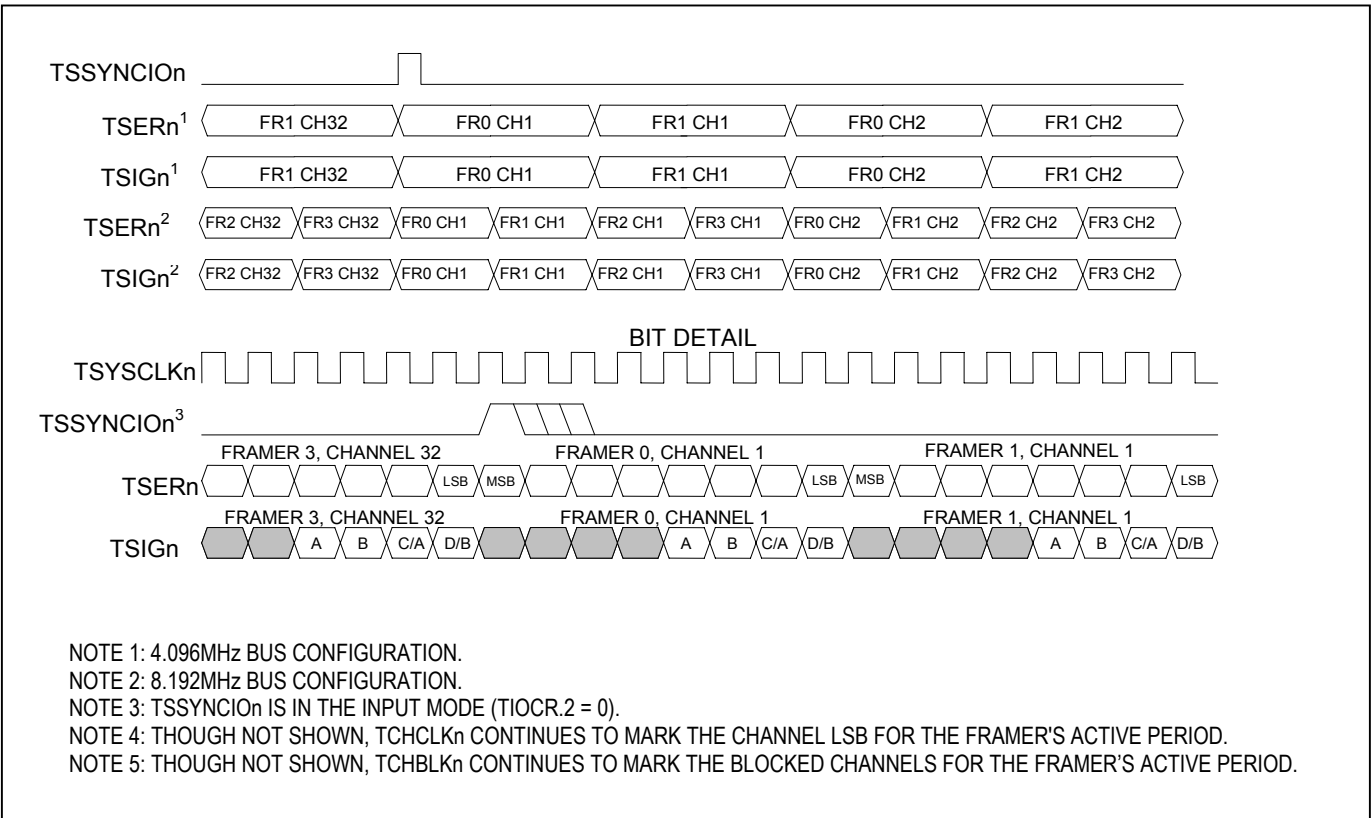 TSSYNCIOn
TSERn1 FR1 CH32 FR0 CH1 FR1 CH1 FR0 CH2 FR1 CH2
TSIGn1 FR1 CH32 FR0 CH1 FR1 CH1 FR0 CH2 FR1 CH2
TSERn2 FR2 CH32 FR3 CH32 FR0 CH1 FR1 CH1 FR2 CH1 FR3 CH1 FR0 CH2 FR1 CH2 FR2 CH2 FR3 CH2
TSIGn2 FR2 CH32 FR3 CH32 FR0 CH1 FR1 CH1 FR2 CH1 FR3 CH1 FR0 CH2 FR1 CH2 FR2 CH2 FR3 CH2
BIT DETAIL
TSYSCLKn
TSSYNCIOn3
FRAMER 3, CHANNEL 32 FRAMER 0, CHANNEL 1 FRAMER 1, CHANNEL 1
TSERn LSB MSB LSB MSB LSB
FRAMER 3, CHANNEL 32 FRAMER 0, CHANNEL 1 FRAMER 1, CHANNEL 1
TSIGn A B C/A D/B A B C/A D/B A B C/A D/B
NOTE 1: 4.096MHz BUS CONFIGURATION.
NOTE 2: 8.192MHz BUS CONFIGURATION.
NOTE 3: TSSYNCIOn IS IN THE INPUT MODE (TIOCR.2 = 0).
NOTE 4: THOUGH NOT SHOWN, TCHCLKn CONTINUES TO MARK THE CHANNEL LSB FOR THE FRAMER'S ACTIVE PERIOD.
NOTE 5: THOUGH NOT SHOWN, TCHBLKn CONTINUES TO MARK THE BLOCKED CHANNELS FOR THE FRAMER’S ACTIVE PERIOD.